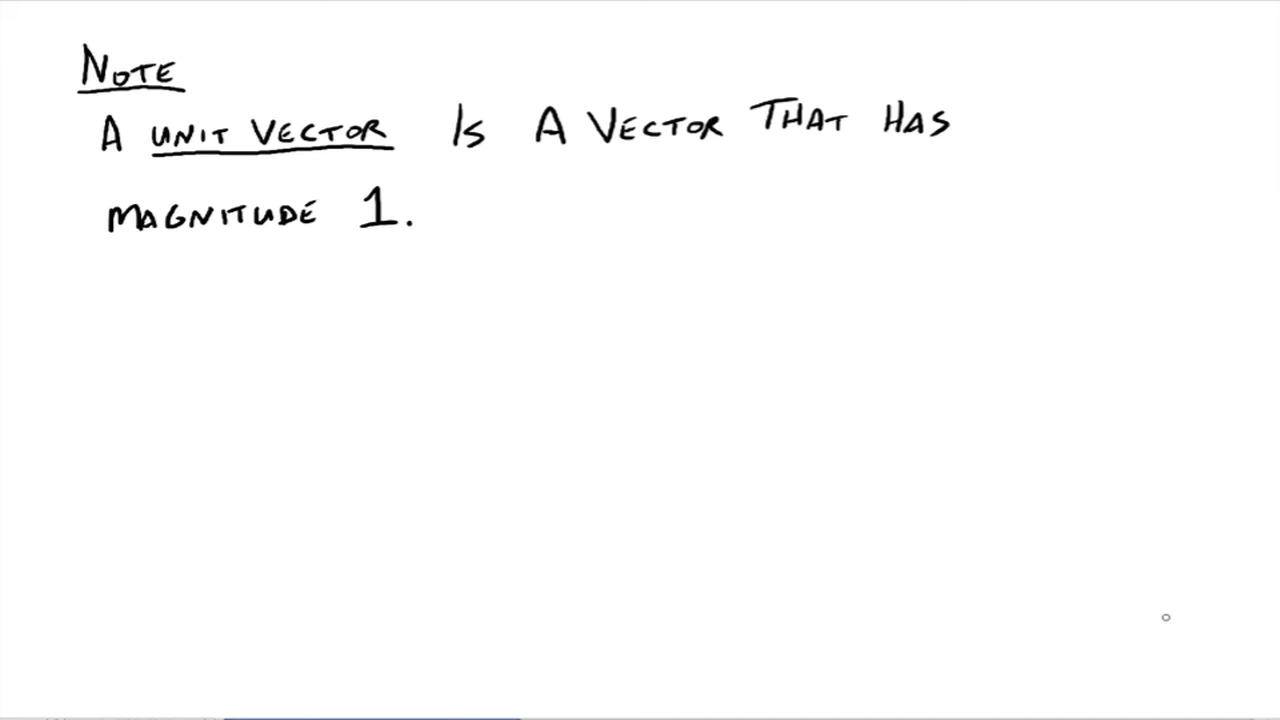 NOTE
A UNIT VECTOR IS A VECTOR THAT HAS
MAGNITUDE 1.